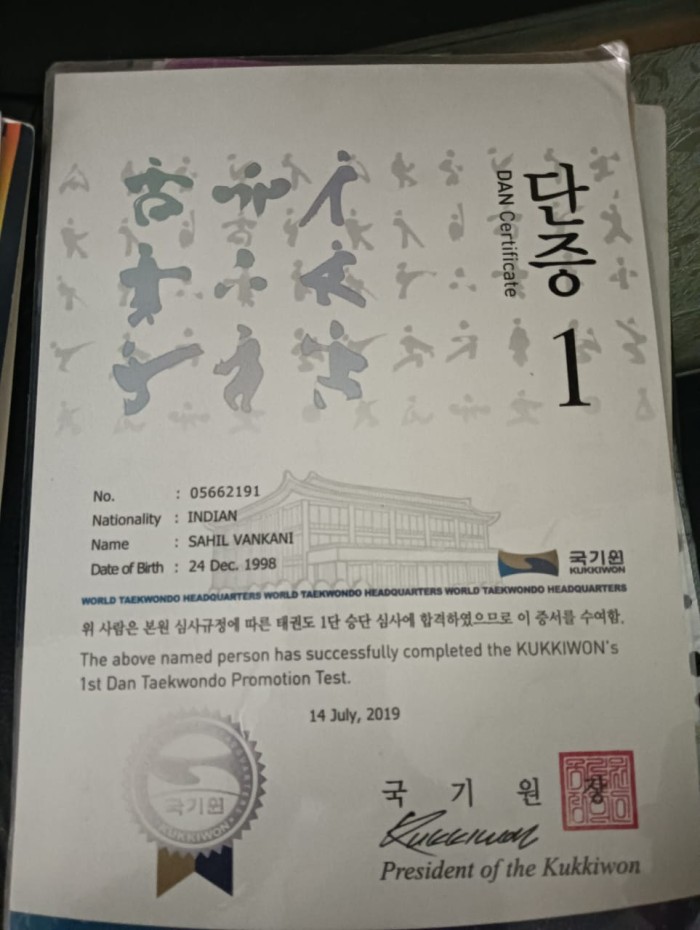 단증
DAN Certificate
1
No. : 05662191
Nationality : INDIAN
Name : SAHIL VANKANI
Date of Birth : 24 Dec. 1998
국기원
KUKKIWON
WORLD TAEKWONDO HEADQUARTERS WORLD TAEKWONDO HEADQUARTERS WORLD TAEKWONDO HEADQUARTERS
위 사람은 본원 심사규정에 따른 태권도 1단 승단 심사에 합격하였으므로 이 증서를 수여함.
The above named person has successfully completed the KUKKIWON's
1st Dan Taekwondo Promotion Test.
14 July, 2019
국기원
KUKKIWON
국 기 원 장
Kukkiwon
President of the Kukkiwon